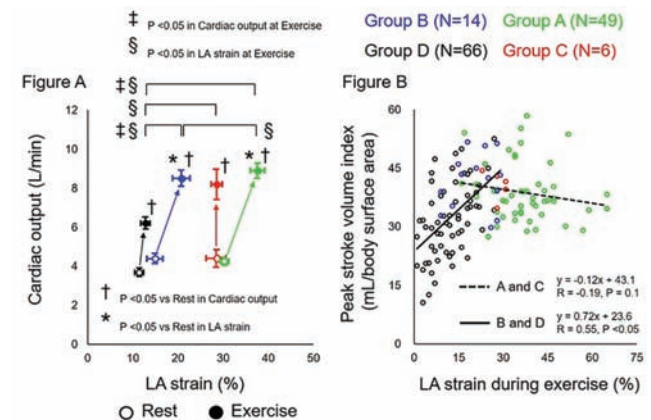 ‡ P <0.05 in Cardiac output at Exercise
§ P <0.05 in LA strain at Exercise
Group B (N=14) Group A (N=49)
Group D (N=66) Group C (N=6)
Figure A
‡ §
§
‡ § §
Cardiac output (L/min)
12
10
8
6
4
2
0
* †
†
* †
†
† P <0.05 vs Rest in Cardiac output
* P <0.05 vs Rest in LA strain
0 10 20 30 40 50
LA strain (%)
Rest Exercise
Figure B
Peak stroke volume index
(mL/body surface area)
60
50
40
30
20
10
0
A and C
y = -0.12x + 43.1
R = -0.19, P = 0.1
B and D
y = 0.72x + 23.6
R = 0.55, P <0.05
0 15 30 45 60 75
LA strain during exercise (%)